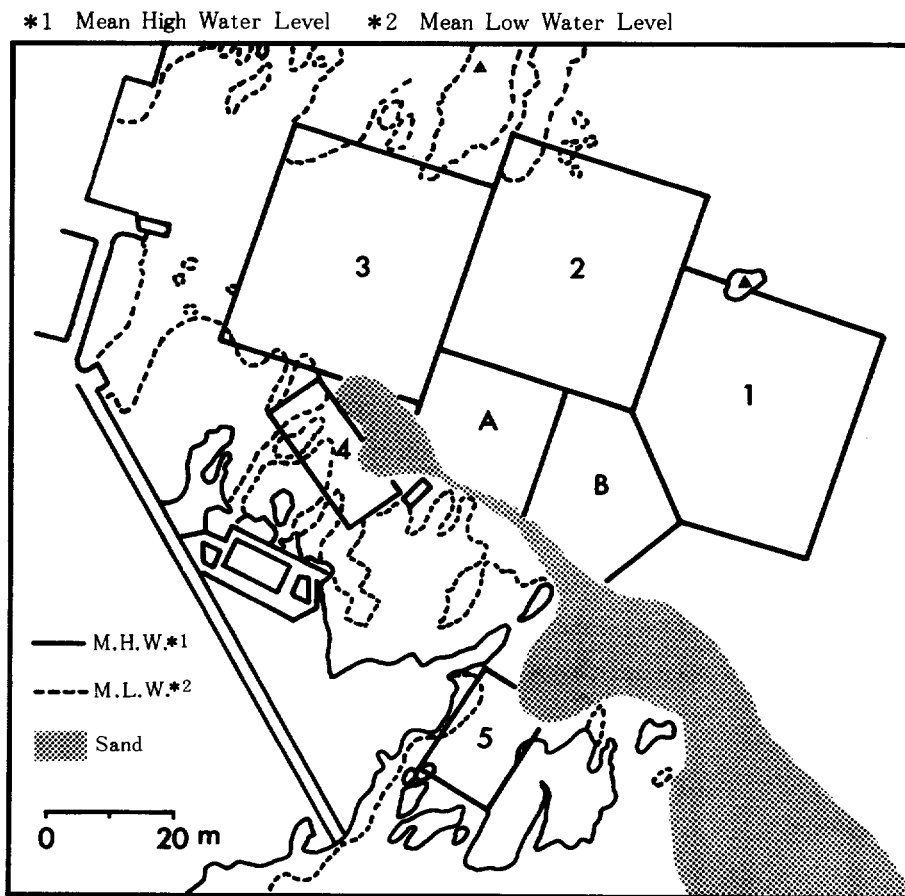 *1 Mean High Water Level *2 Mean Low Water Level
3
2
1
A
4
B
M.H.W.*1
M.L.W.*2
5
Sand
0 20 m